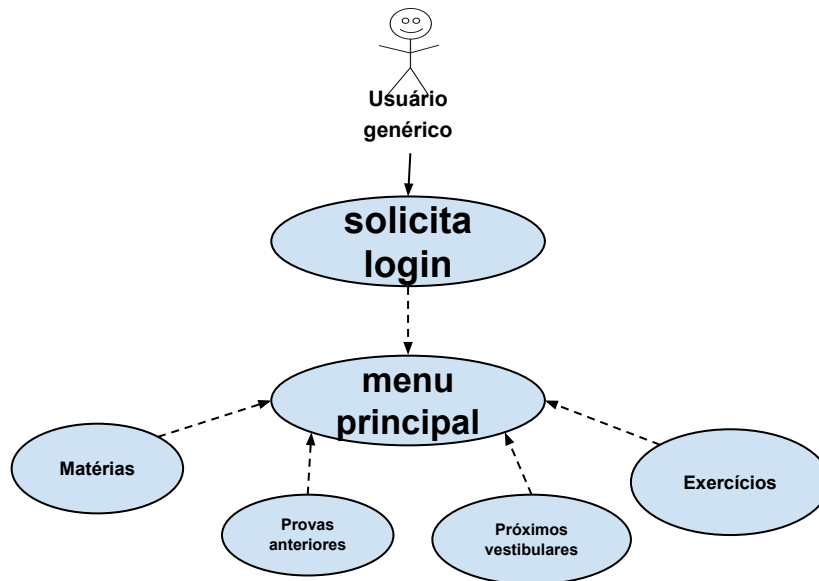 Usuário
genérico
solicita
login
menu
principal
Matérias
Exercícios
Provas
anteriores
Próximos
vestibulares